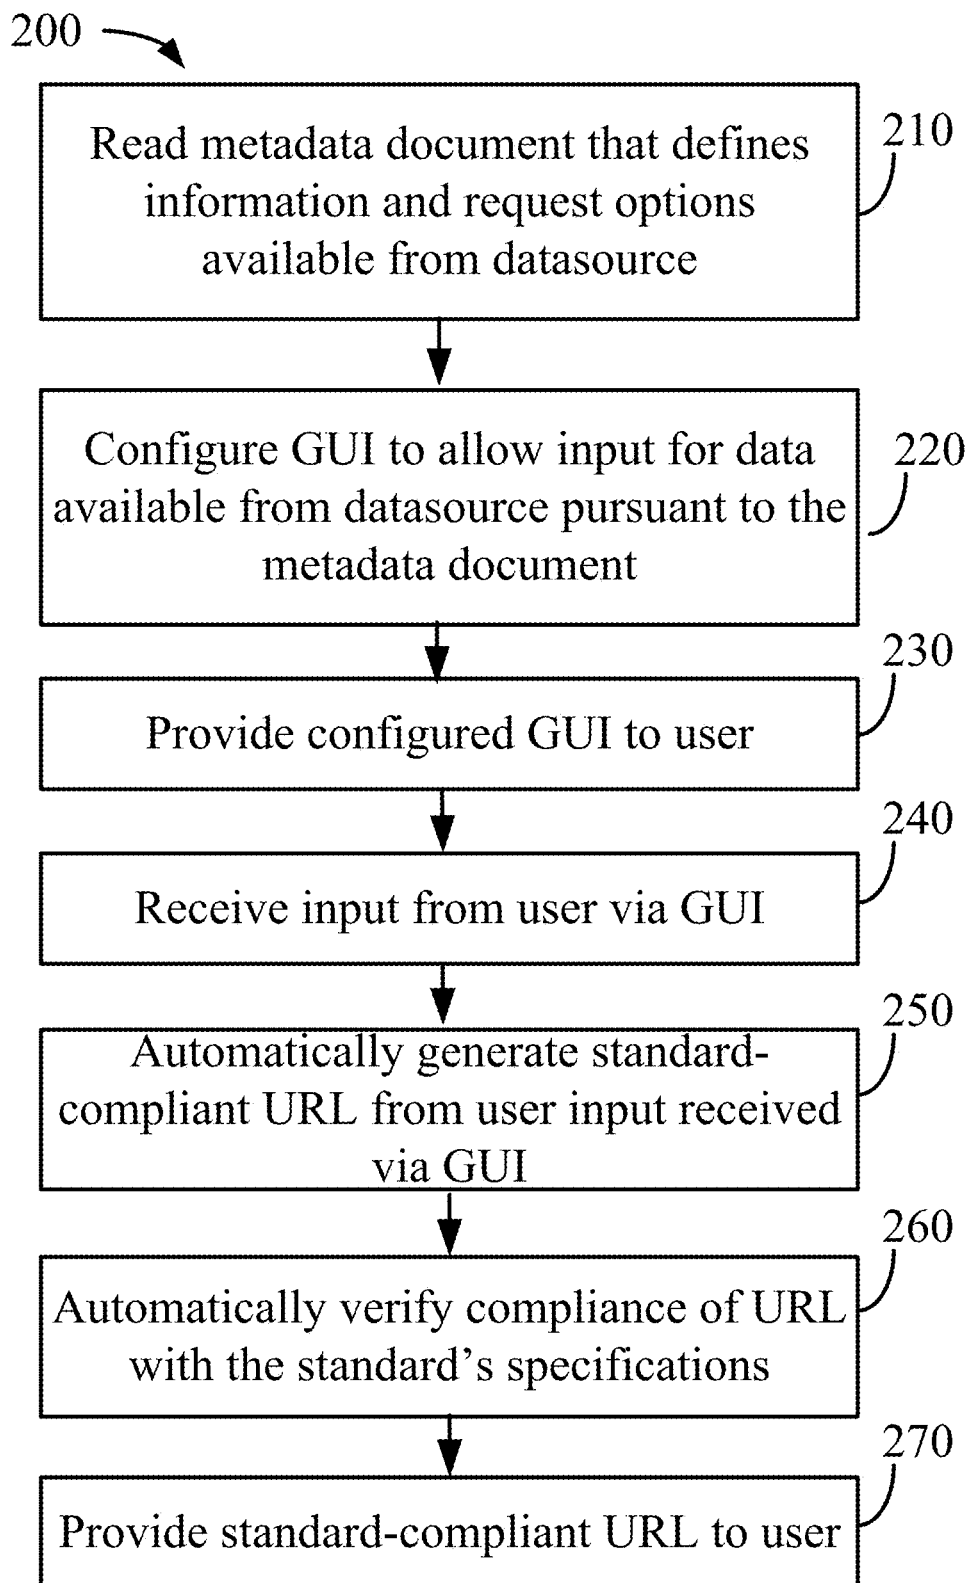 200
Read metadata document that defines
information and request options
available from datasource
210
Configure GUI to allow input for data
available from datasource pursuant to the
metadata document
220
Provide configured GUI to user
230
Receive input from user via GUI
240
Automatically generate standard-
compliant URL from user input received
via GUI
250
Automatically verify compliance of URL
with the standard’s specifications
260
Provide standard-compliant URL to user
270